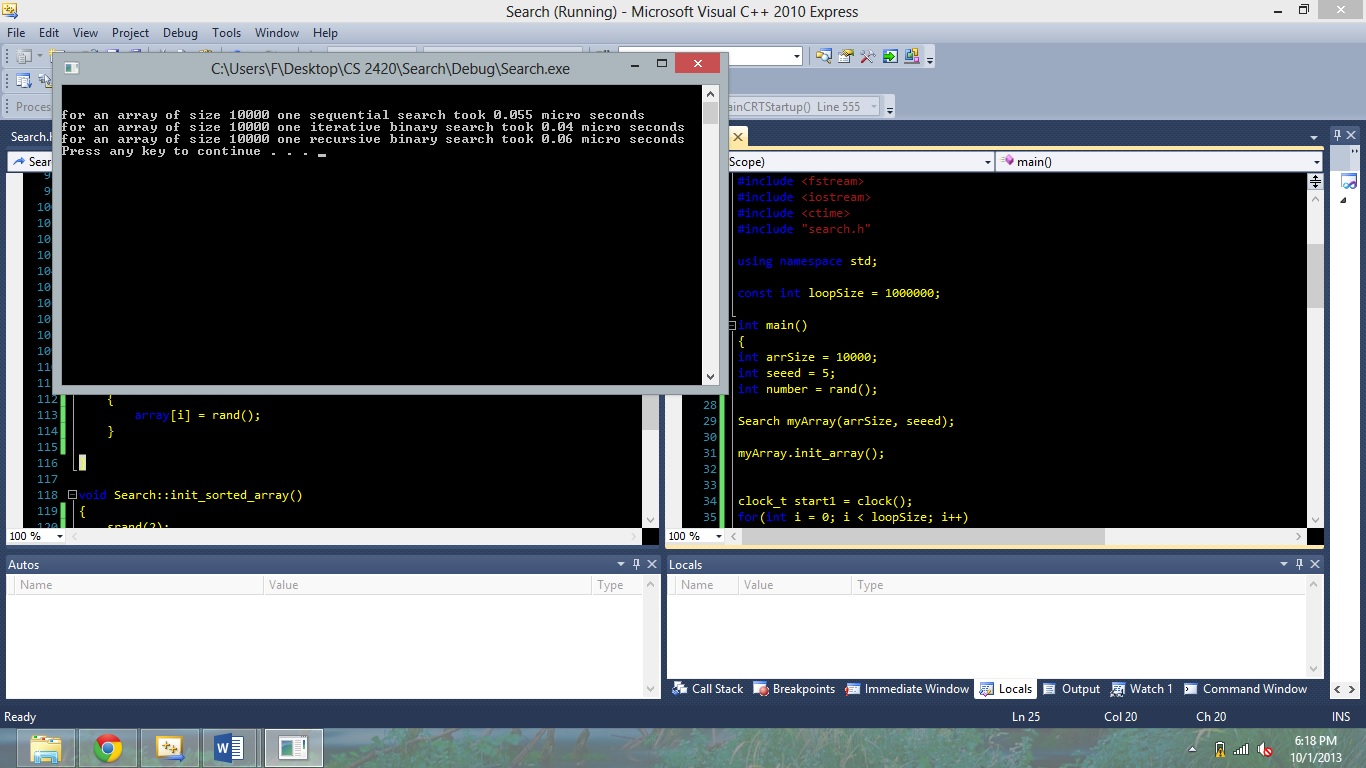 Search (Running) - Microsoft Visual C++ 2010 Express
File Edit View Project Debug Tools Window Help
C:\Users\F\Desktop\CS 2420\Search\Debug\Search.exe
for an array of size 10000 one sequential search took 0.055 micro seconds
for an array of size 10000 one iterative binary search took 0.04 micro seconds
for an array of size 10000 one recursive binary search took 0.06 micro seconds
Press any key to continue . . . _
Proces
ainCRTStartup() Line 555
Search.
Sear
112 {
113 array[i] = rand();
114 }
115
116
117
118 void Search::init_sorted_array()
119 {
120 srand(2);
100 %
Scope)
main()
#include <fstream>
#include <iostream>
#include <ctime>
#include "search.h"
using namespace std;
const int loopSize = 1000000;
int main()
{
int arrSize = 10000;
int seeed = 5;
int number = rand();
28
29 Search myArray(arrSize, seeed);
30
31 myArray.init_array();
32
33
34 clock_t start1 = clock();
35 for(int i = 0; i < loopSize; i++)
100 %
Autos
Name Value Type
Locals
Name Value Type
Call Stack Breakpoints Immediate Window Locals Output Watch 1 Command Window
Ready Ln 25 Col 20 Ch 20 INS
6:18 PM
10/1/2013